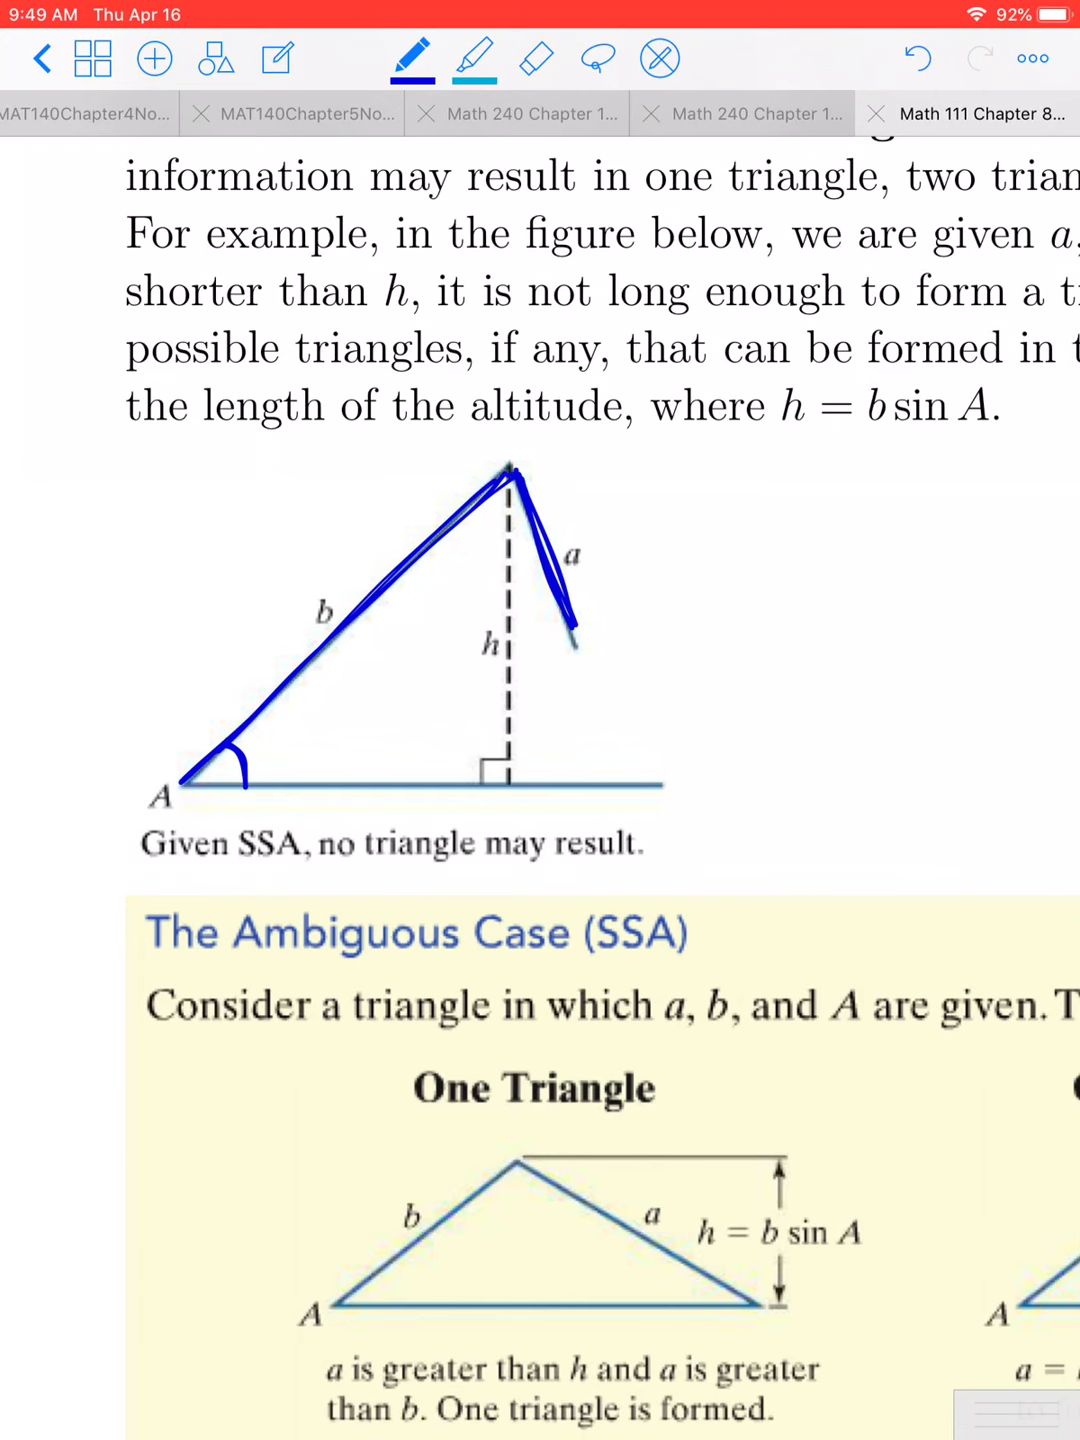 9:49 AM Thu Apr 16 92%
MAT140Chapter4No... MAT140Chapter5No... Math 240 Chapter 1... Math 240 Chapter 1... Math 111 Chapter 8...
information may result in one triangle, two trian
For example, in the figure below, we are given a,
shorter than h, it is not long enough to form a t
possible triangles, if any, that can be formed in t
the length of the altitude, where h = b sin A.
a
b
h
A
Given SSA, no triangle may result.
The Ambiguous Case (SSA)
Consider a triangle in which a, b, and A are given. T
One Triangle
b a h = b sin A
A A
a is greater than h and a is greater a =
than b. One triangle is formed.